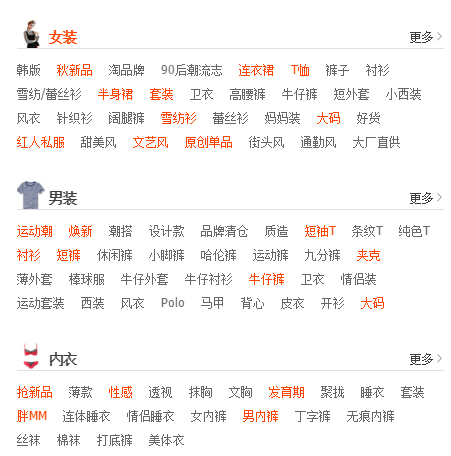 女装 更多
韩版 秋新品 淘品牌 90后潮流志 连衣裙 T恤 裤子 衬衫
雪纺/蕾丝衫 半身裙 套装 卫衣 高腰裤 牛仔裤 短外套 小西装
风衣 针织衫 阔腿裤 雪纺衫 蕾丝衫 妈妈装 大码 好货
红人私服 甜美风 文艺风 原创单品 街头风 通勤风 大厂直供
男装 更多
运动潮 焕新 潮搭 设计款 品牌清仓 质造 短袖T 条纹T 纯色T
衬衫 短裤 休闲裤 小脚裤 哈伦裤 运动裤 九分裤 夹克
薄外套 棒球服 牛仔外套 牛仔衬衫 牛仔裤 卫衣 情侣装
运动套装 西装 风衣 Polo 马甲 背心 皮衣 开衫 大码
内衣 更多
抢新品 薄款 性感 透视 抹胸 文胸 发育期 聚拢 睡衣 套装
胖MM 连体睡衣 情侣睡衣 女内裤 男内裤 丁字裤 无痕内裤
丝袜 棉袜 打底裤 美体衣